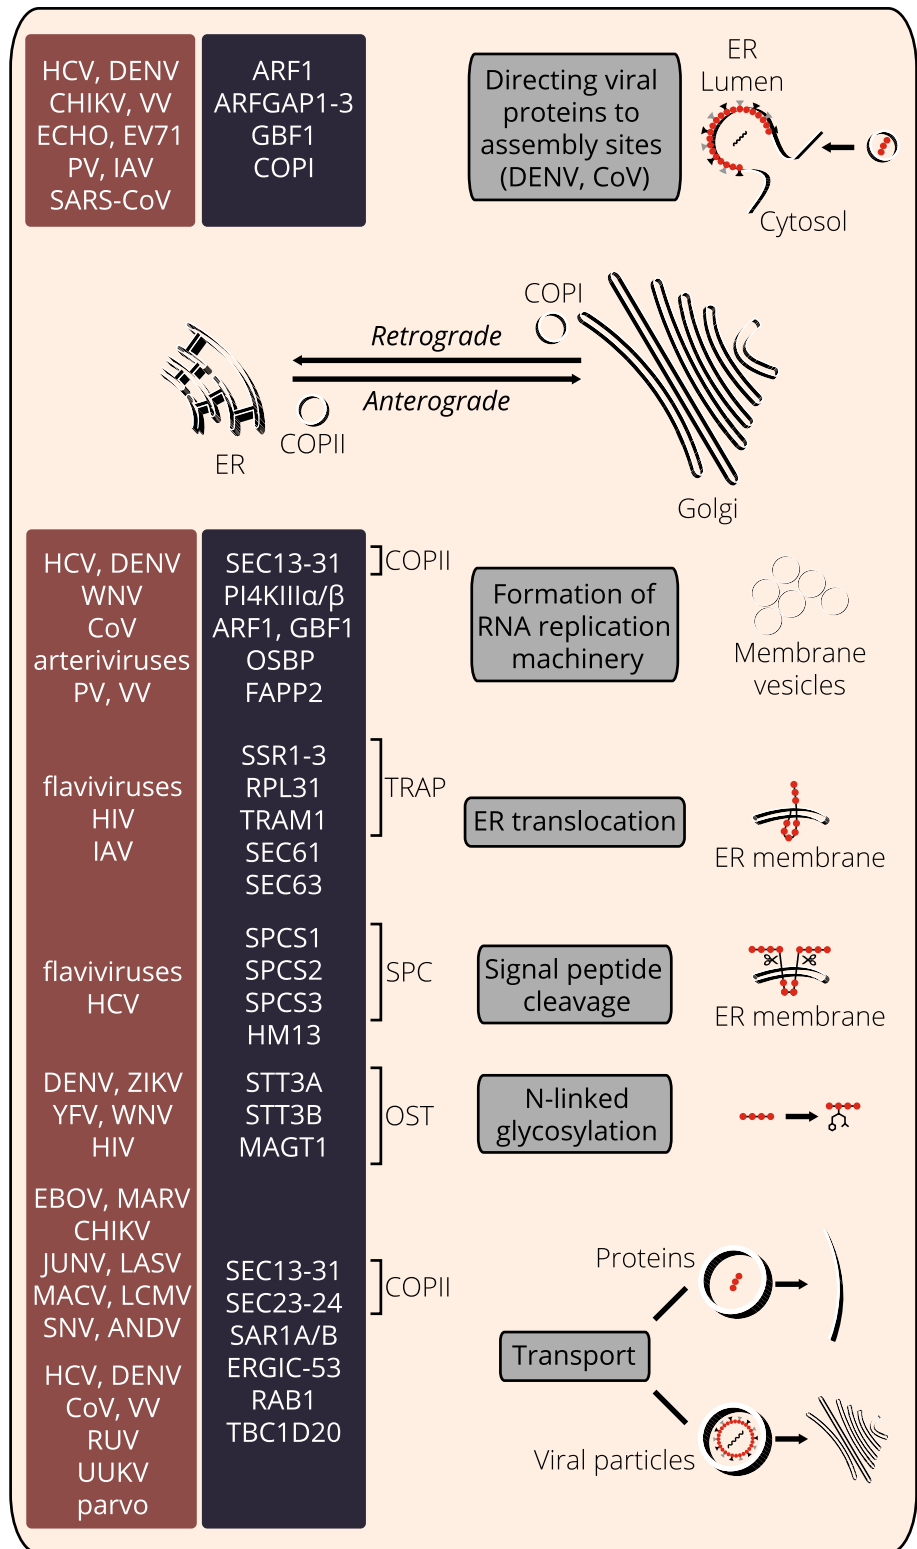 HCV, DENV
CHIKV, VV
ECHO, EV71
PV, IAV
SARS-CoV
ARF1
ARFGAP1-3
GBF1
COPI
Directing viral
proteins to
assembly sites
(DENV, CoV)
ER
Lumen
Cytosol
COPI
Retrograde
Anterograde
COPII
ER
Golgi
HCV, DENV
WNV
CoV
arteriviruses
PV, VV
SEC13-31
PI4KIIIα/β
ARF1, GBF1
OSBP
FAPP2
COPII
Formation of
RNA replication
machinery
Membrane
vesicles
flaviviruses
HIV
IAV
SSR1-3
RPL31
TRAM1
SEC61
SEC63
TRAP
ER translocation
ER membrane
flaviviruses
HCV
SPCS1
SPCS2
SPCS3
HM13
SPC
Signal peptide
cleavage
ER membrane
DENV, ZIKV
YFV, WNV
HIV
STT3A
STT3B
MAGT1
OST
N-linked
glycosylation
EBOV, MARV
CHIKV
JUNV, LASV
MACV, LCMV
SNV, ANDV
HCV, DENV
CoV, VV
RUV
UUKV
parvo
SEC13-31
SEC23-24
SAR1A/B
ERGIC-53
RAB1
TBC1D20
COPII
Proteins
Transport
Viral particles